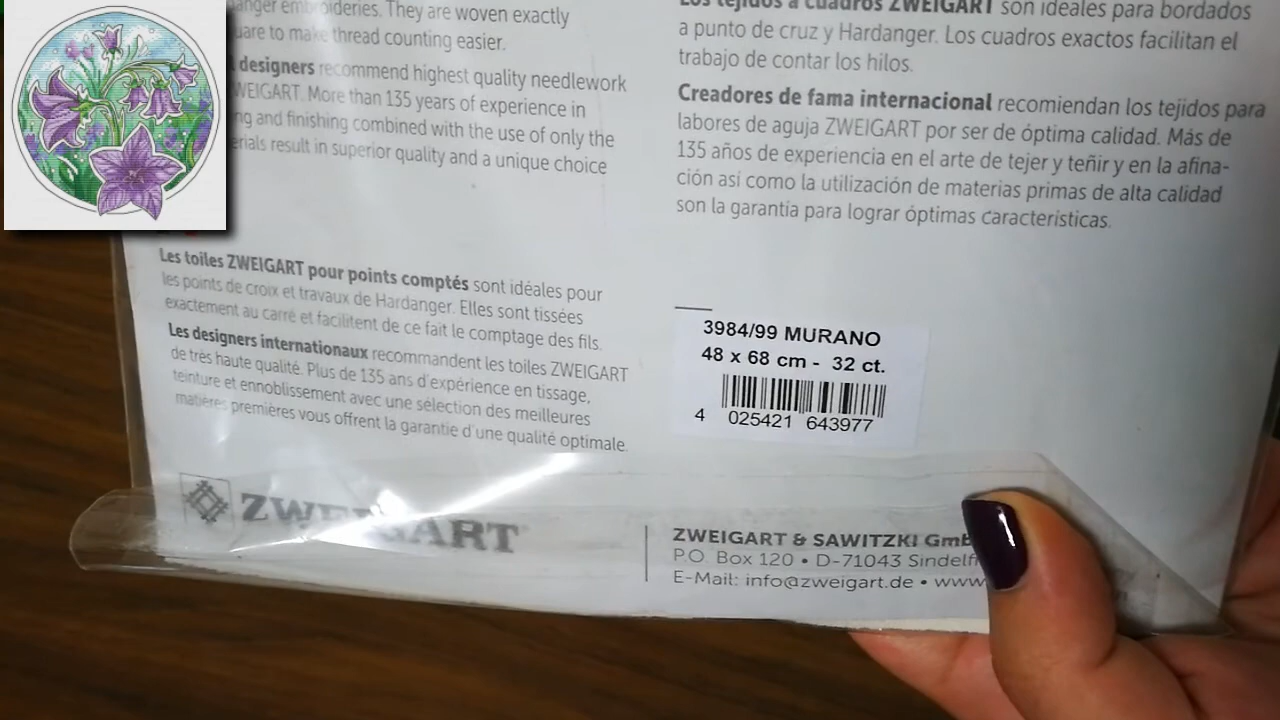 anger embroideries. They are woven exactly
uare to make thread counting easier.
designers recommend highest quality needlework
WEIGART. More than 135 years of experience in
ng and finishing combined with the use of only the
erials result in superior quality and a unique choice
Los tejidos a cuadros ZWEIGART son ideales para bordados
a punto de cruz y Hardanger. Los cuadros exactos facilitan el
trabajo de contar los hilos.
Creadores de fama internacional recomiendan los tejidos para
labores de aguja ZWEIGART por ser de óptima calidad. Más de
135 años de experiencia en el arte de tejer y teñir y en la afina-
ción así como la utilización de materias primas de alta calidad
son la garantía para lograr óptimas características.
Les toiles ZWEIGART pour points comptés sont idéales pour
les points de croix et travaux de Hardanger. Elles sont tissées
exactement au carré et facilitent de ce fait le comptage des fils.
Les designers internationaux recommandent les toiles ZWEIGART
de très haute qualité. Plus de 135 ans d'expérience en tissage,
teinture et ennoblissement avec une sélection des meilleures
matières premières vous offrent la garantie d'une qualité optimale.
3984/99 MURANO
48 x 68 cm - 32 ct.
4 025421 643977
ZWEIGART
ZWEIGART & SAWITZKI Gmb
P.O. Box 120 • D-71043 Sindelfi
E-Mail: info@zweigart.de • www